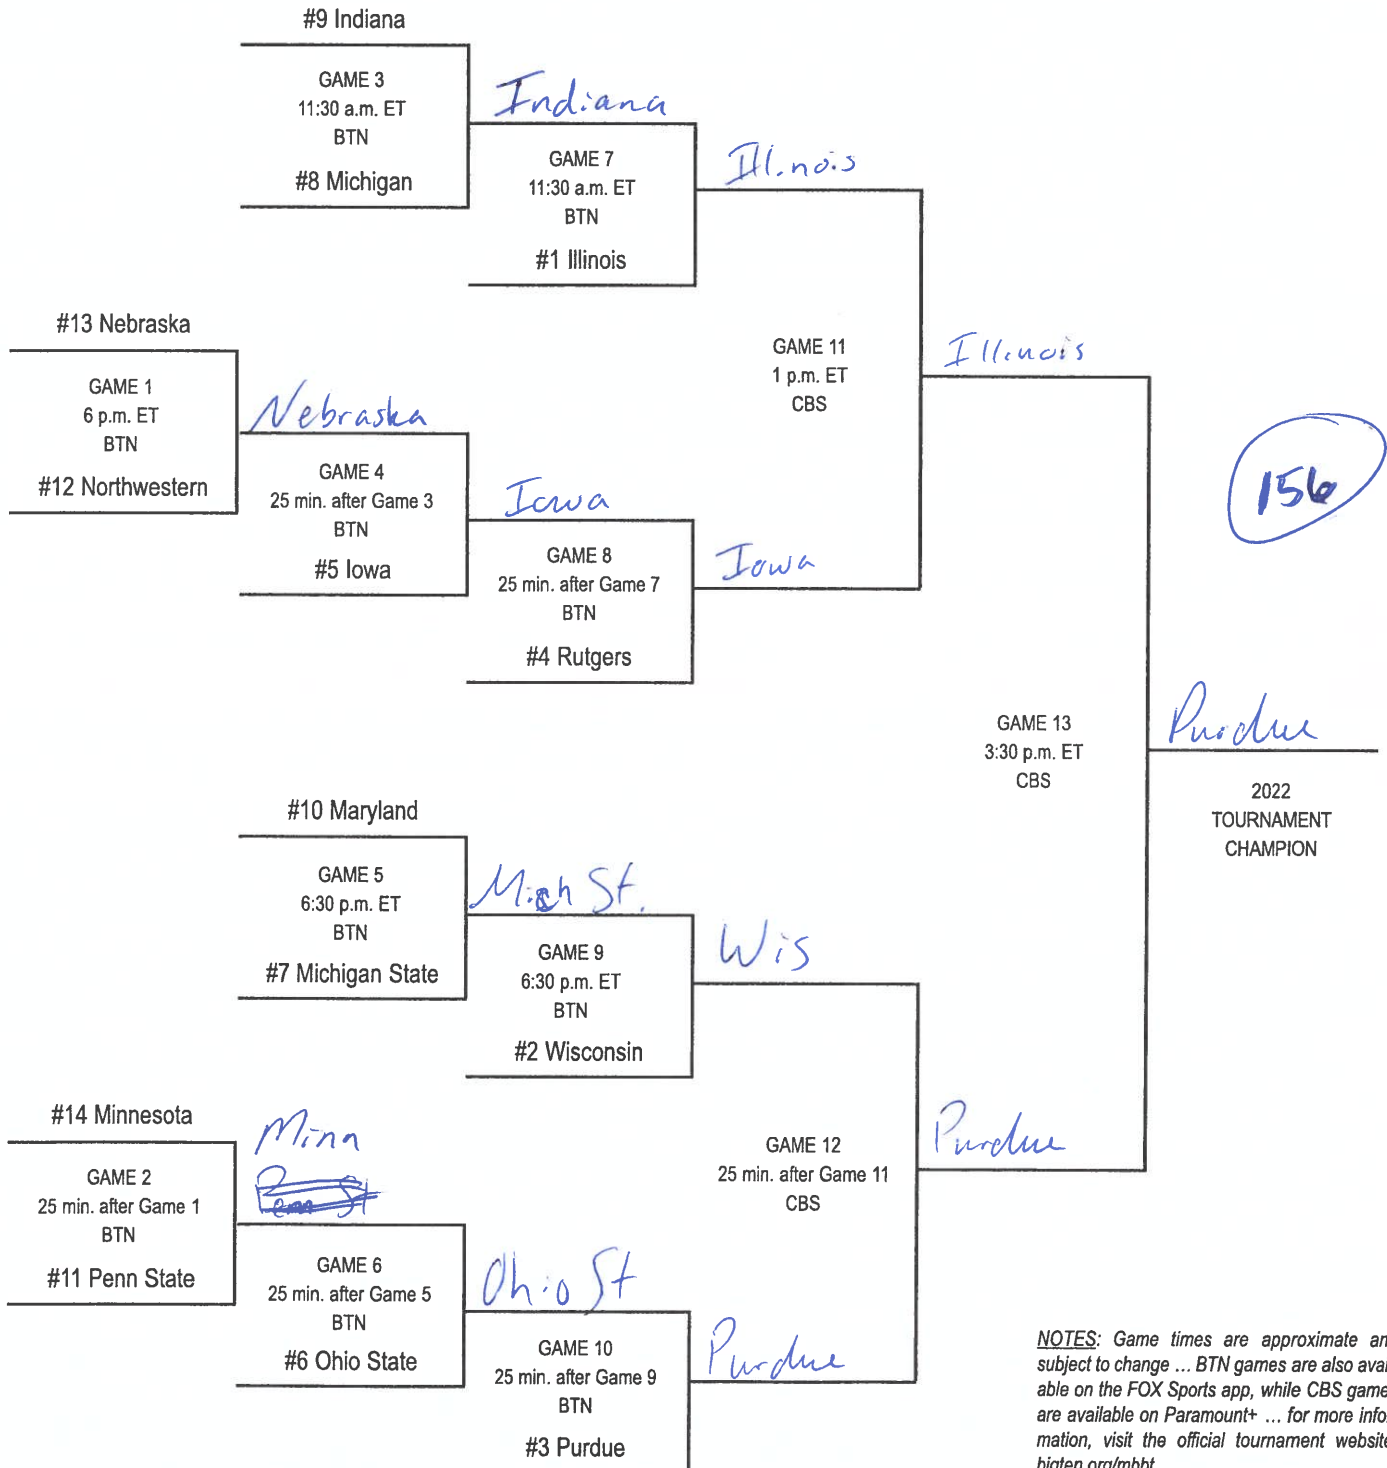 #9 Indiana
GAME 3
11:30 a.m. ET
BTN
#8 Michigan
Indiana
GAME 7
11:30 a.m. ET
BTN
#1 Illinois
Illinois
#13 Nebraska
GAME 1
6 p.m. ET
BTN
#12 Northwestern
Nebraska
GAME 4
25 min. after Game 3
BTN
#5 Iowa
Iowa
GAME 8
25 min. after Game 7
BTN
#4 Rutgers
Iowa
GAME 11
1 p.m. ET
CBS
Illinois
156
GAME 13
3:30 p.m. ET
CBS
Purdue
2022
TOURNAMENT
CHAMPION
#10 Maryland
GAME 5
6:30 p.m. ET
BTN
#7 Michigan State
Mich St.
GAME 9
6:30 p.m. ET
BTN
#2 Wisconsin
Wis
#14 Minnesota
GAME 2
25 min. after Game 1
BTN
#11 Penn State
Minn
Penn St
GAME 6
25 min. after Game 5
BTN
#6 Ohio State
Ohio St
GAME 10
25 min. after Game 9
BTN
#3 Purdue
Purdue
GAME 12
25 min. after Game 11
CBS
Purdue
NOTES: Game times are approximate an
subject to change ... BTN games are also avai
able on the FOX Sports app, while CBS game
are available on Paramount+ ... for more info
mation, visit the official tournament website
bigten.org/mbbt